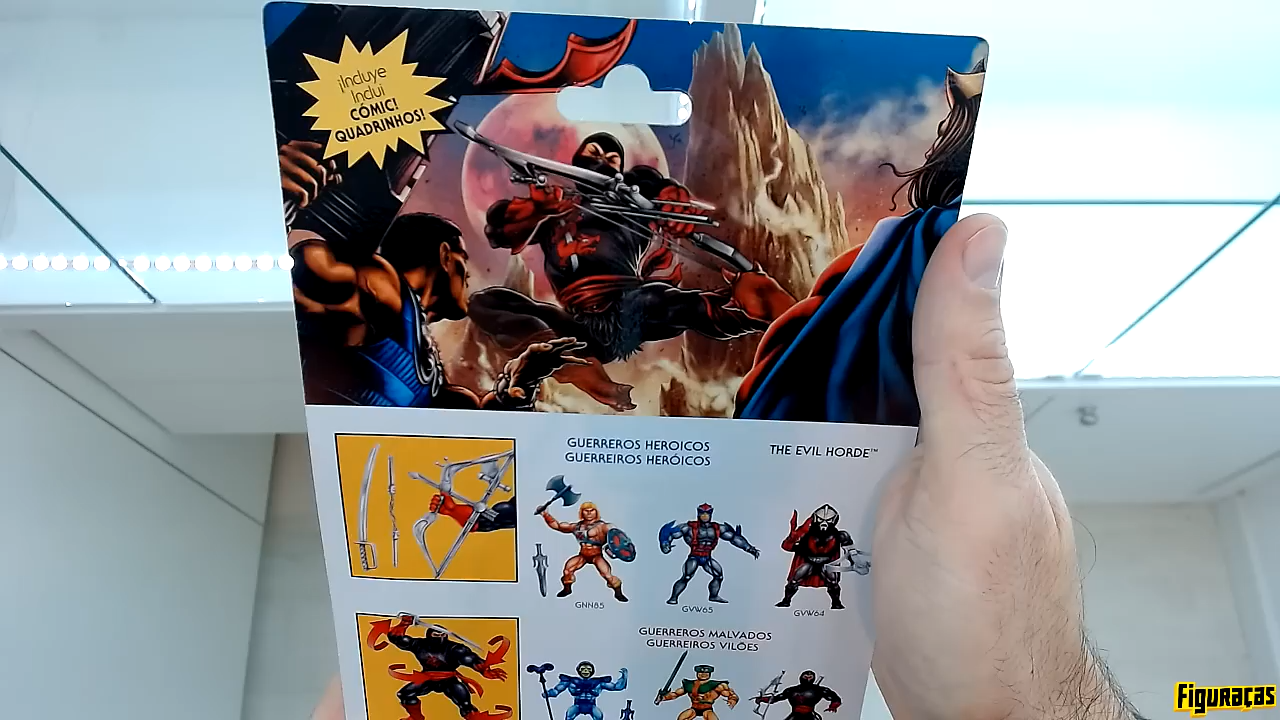 ¡Incluye
Inclui
CÓMIC!
QUADRINHOS!
GUERREROS HEROICOS
GUERREIROS HERÓICOS
THE EVIL HORDE™
GNN85
GVW65
GVW64
GUERREROS MALVADOS
GUERREIROS VILÕES
Figuraças